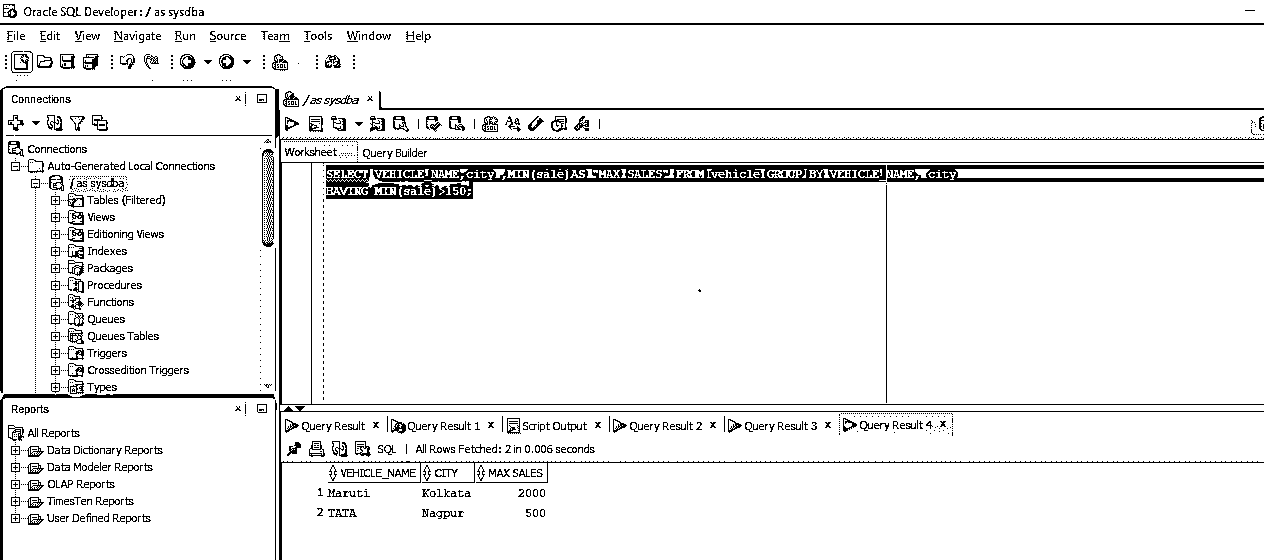 Oracle SQL Developer : / as sysdba
File Edit View Navigate Run Source Team Tools Window Help
Connections
/ as sysdba
Worksheet Query Builder
Connections
Auto-Generated Local Connections
/ as sysdba
Tables (Filtered)
Views
Editioning Views
Indexes
Packages
Procedures
Functions
Queues
Queues Tables
Triggers
Crossedition Triggers
Types
SELECT VEHICLE_NAME,city ,MIN(sale)AS "MAX SALES" FROM vehicle GROUP BY VEHICLE_NAME, city
HAVING MIN(sale)>150;
Reports
All Reports
Data Dictionary Reports
Data Modeler Reports
OLAP Reports
TimesTen Reports
User Defined Reports
Query Result Query Result 1 Script Output Query Result 2 Query Result 3 Query Result 4
SQL | All Rows Fetched: 2 in 0.006 seconds
VEHICLE_NAME CITY MAX SALES
1 Maruti Kolkata 2000
2 TATA Nagpur 500